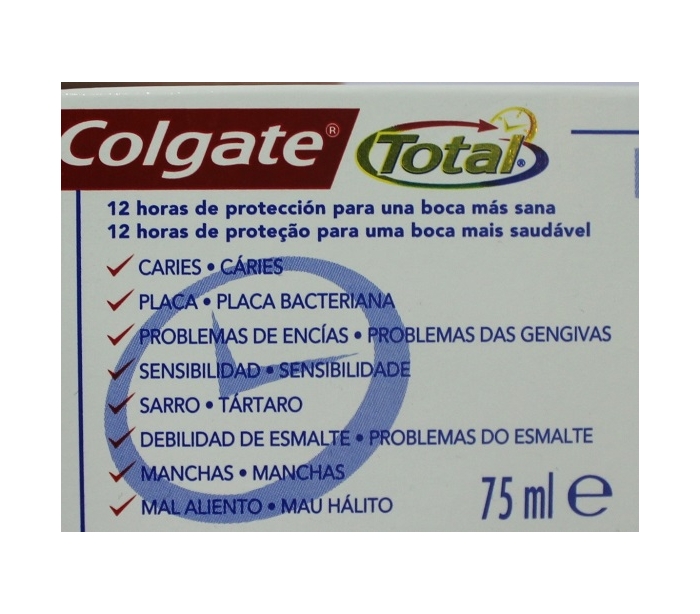 Colgate®
Total®
12 horas de protección para una boca más sana
12 horas de proteção para uma boca mais saudável
CARIES • CÁRIES
PLACA • PLACA BACTERIANA
PROBLEMAS DE ENCÍAS • PROBLEMAS DAS GENGIVAS
SENSIBILIDAD • SENSIBILIDADE
SARRO • TÁRTARO
DEBILIDAD DE ESMALTE • PROBLEMAS DO ESMALTE
MANCHAS • MANCHAS
MAL ALIENTO • MAU HÁLITO
75 ml ℮